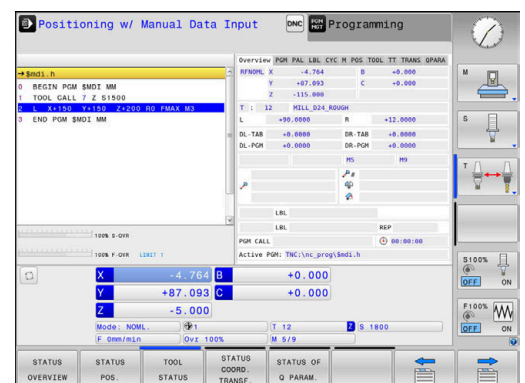 Positioning w/ Manual Data Input DNC Programming
Overview PGM PAL LBL CYC M POS TOOL TT TRANS QPARA
RFNOML X -4.764 B +0.000
Y +87.093 C +0.000
Z -115.000
T : 12 MILL_D24_ROUGH
L +90.0000 R +12.0000
DL-TAB +0.0000 DR-TAB +0.0000
DL-PGM +0.0000 DR-PGM +0.0000
M5 M9
LBL
LBL REP
PGM CALL 00:00:00
Active PGM: TNC:\nc_prog\$mdi.h
→$mdi.h
0 BEGIN PGM $MDI MM
1 TOOL CALL 7 Z S1500
2 L X+150 Y+150 Z+200 R0 FMAX M3
3 END PGM $MDI MM
100% S-OVR
100% F-OVR LIMIT 1
X -4.764 B +0.000
Y +87.093 C +0.000
Z -5.000
Mode: NOML. 1 T 12 Z S 1800
F 0mm/min Ovr 100% M 5/9
M
S
T
S100%
OFF ON
F100%
OFF ON
STATUS OVERVIEW
STATUS POS.
TOOL STATUS
STATUS COORD. TRANSF.
STATUS OF Q PARAM.